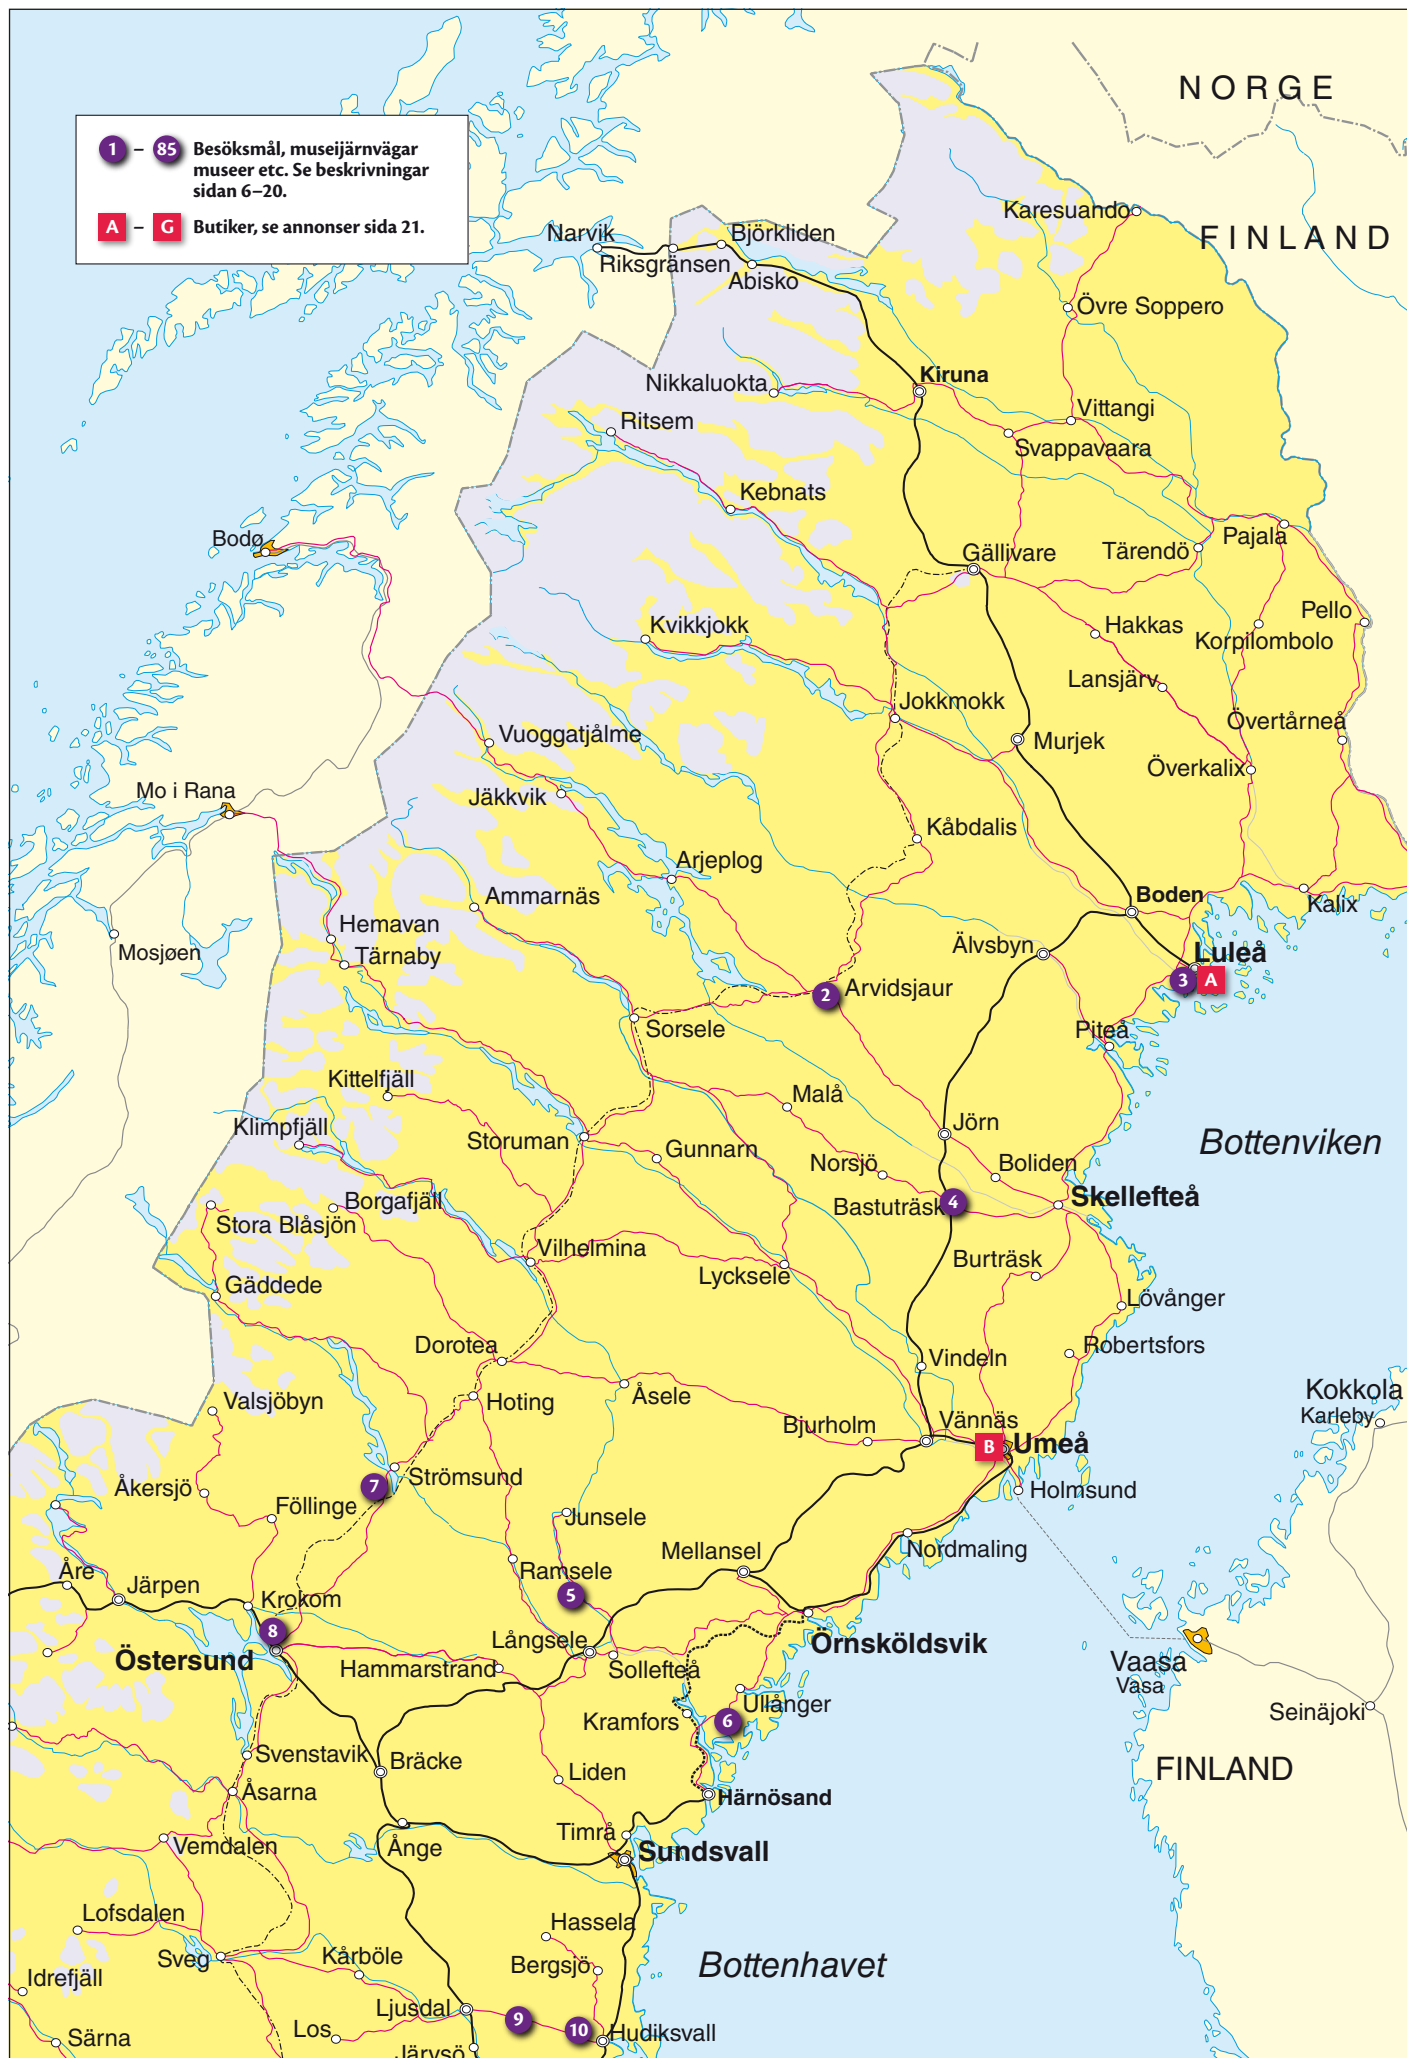 NORGE
1 – 85 Besöksmål, museijärnvägar
museer etc. Se beskrivningar
sidan 6–20.
A – G Butiker, se annonser sida 21.
Karesuando
FINLAND
Narvik
Björkliden
Riksgränsen
Abisko
Övre Soppero
Kiruna
Nikkaluokta
Vittangi
Ritsem
Svappavaara
Kebnats
Bodø
Gällivare
Tärendö
Pajala
Pello
Kvikkjokk
Hakkas
Korpilombolo
Lansjärv
Jokkmokk
Övertårneå
Vuoggatjålme
Murjek
Överkalix
Mo i Rana
Jäkkvik
Kåbdalis
Arjeplog
Ammarnäs
Boden
Kalix
Hemavan
Mosjøen
Tärnaby
Älvsbyn
Luleå
3 A
2 Arvidsjaur
Sorsele
Piteå
Kittelfjäll
Malå
Klimpfjäll
Storuman
Gunnarn
Jörn
Bottenviken
Norsjö
Boliden
Borgafjäll
Bastuträsk 4
Skellefteå
Stora Blåsjön
Vilhelmina
Lycksele
Burträsk
Gäddede
Lövånger
Dorotea
Vindeln
Robertsfors
Valsjöbyn
Hoting
Åsele
Kokkola
Karleby
Bjurholm
Vännäs
B Umeå
Strömsund
7
Åkersjö
Föllinge
Holmsund
Junsele
Nordmaling
Mellansel
Åre
Järpen
Ramsele
5
Krokom
8
Östersund
Långsele
Örnsköldsvik
Hammarstrand
Sollefteå
Vaasa
Vasa
Ullånger
Kramfors
6
Seinäjoki
Svenstavik
Bräcke
FINLAND
Åsarna
Liden
Härnösand
Timrå
Vemdalen
Ånge
Sundsvall
Lofsdalen
Hassela
Sveg
Kårböle
Bergsjö
Bottenhavet
Idrefjäll
Ljusdal
9
10
Los
Hudiksvall
Särna
Järvsö